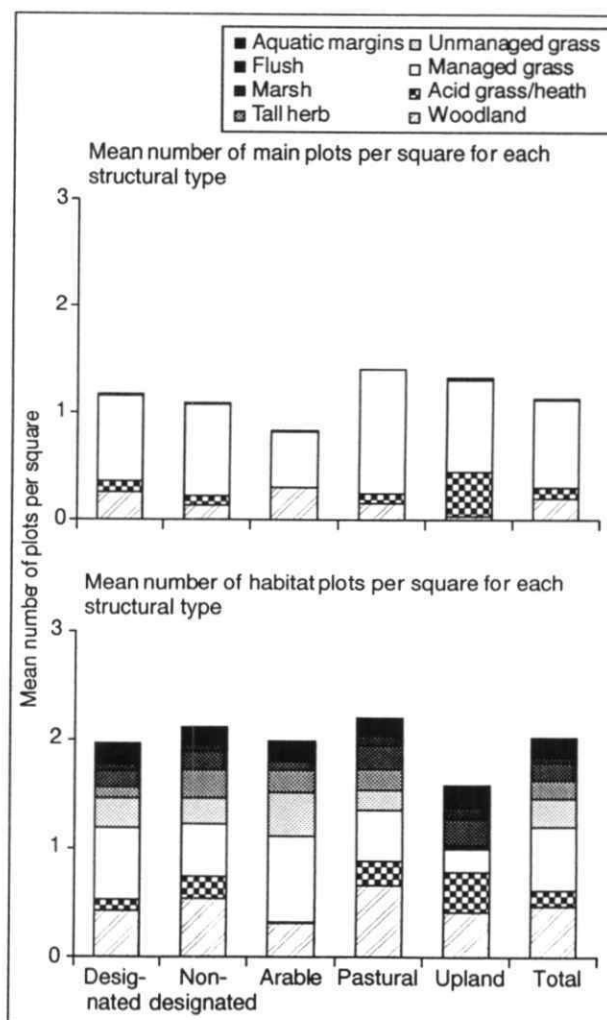 Aquatic margins Unmanaged grass
Flush Managed grass
Marsh Acid grass/heath
Tall herb Woodland
Mean number of main plots per square for each
structural type
3
2
1
0
Mean number of plots per square
Mean number of habitat plots per square for each
structural type
3
2
1
0
Desig- Non- Arable Pastural Upland Total
nated designated